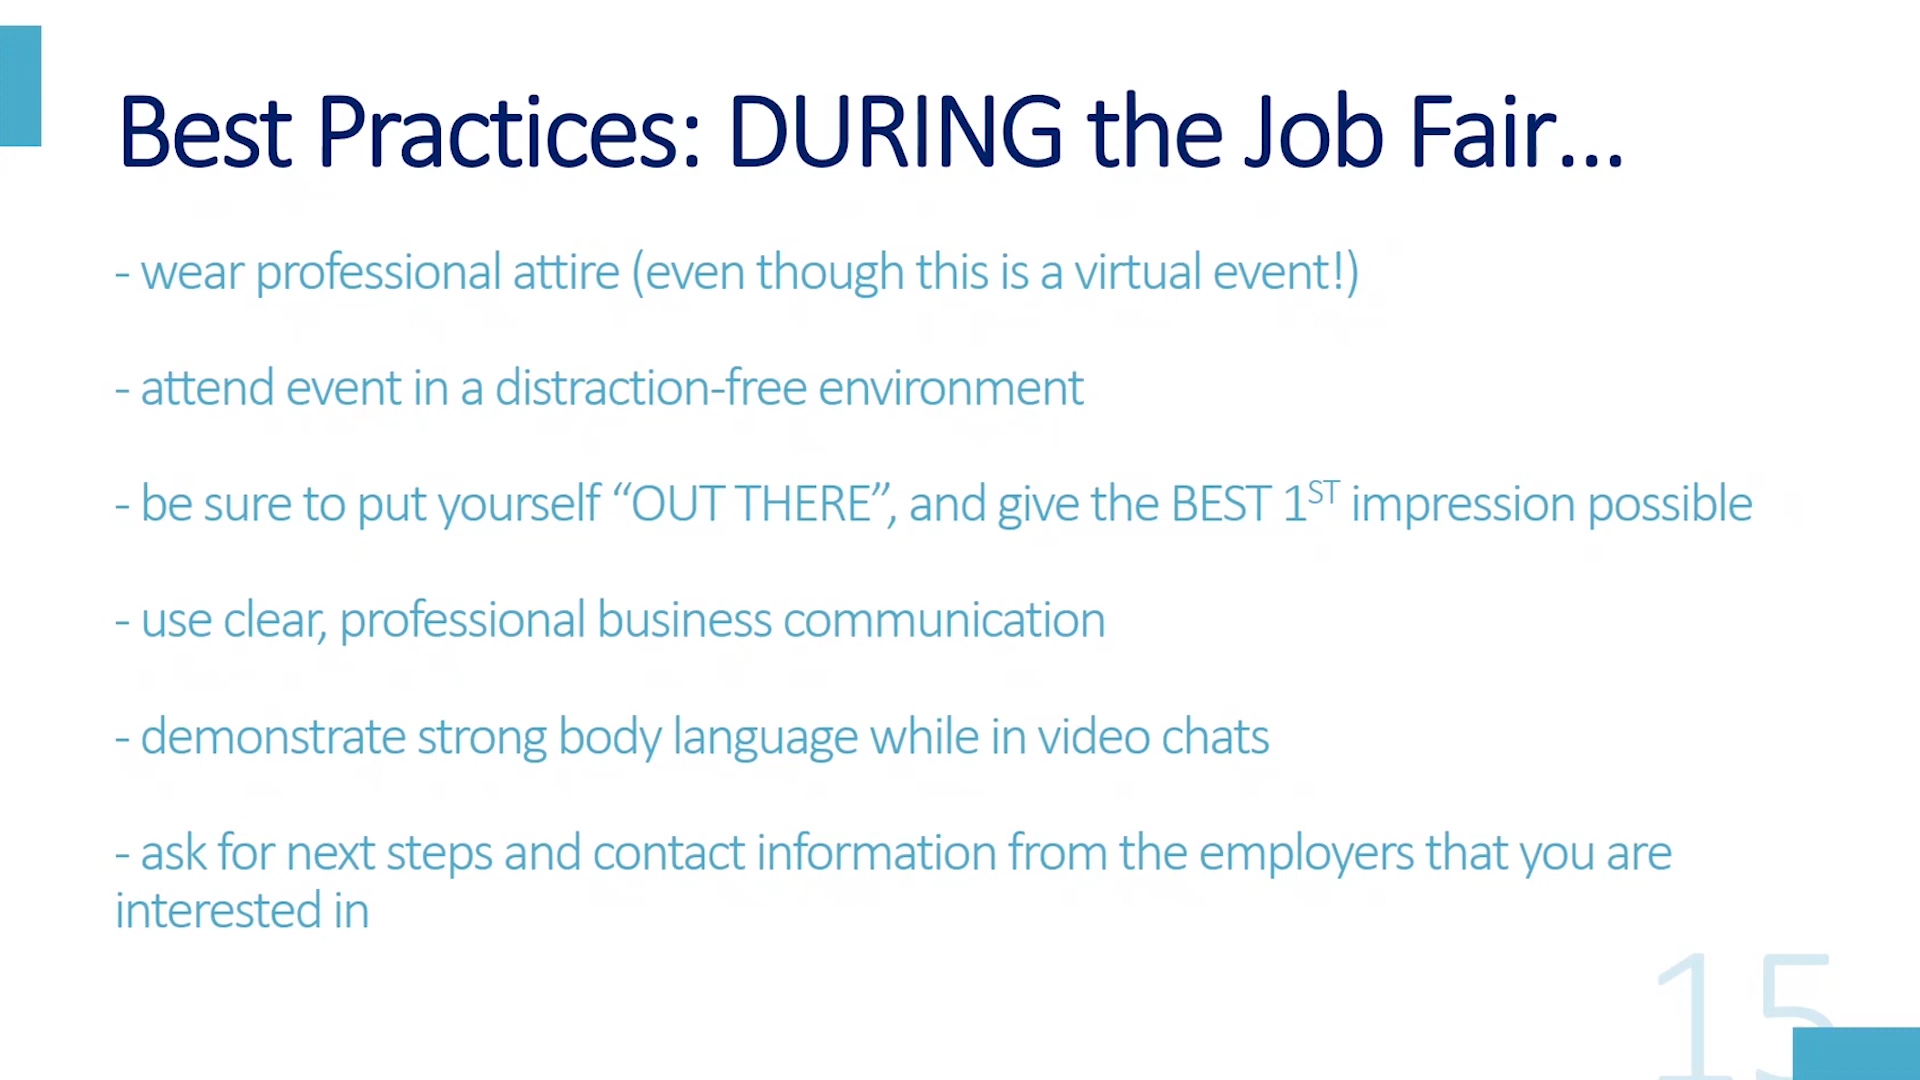 Best Practices: DURING the Job Fair...
- wear professional attire (even though this is a virtual event!)
- attend event in a distraction-free environment
- be sure to put yourself “OUT THERE”, and give the BEST 1ST impression possible
- use clear, professional business communication
- demonstrate strong body language while in video chats
- ask for next steps and contact information from the employers that you are
interested in
15